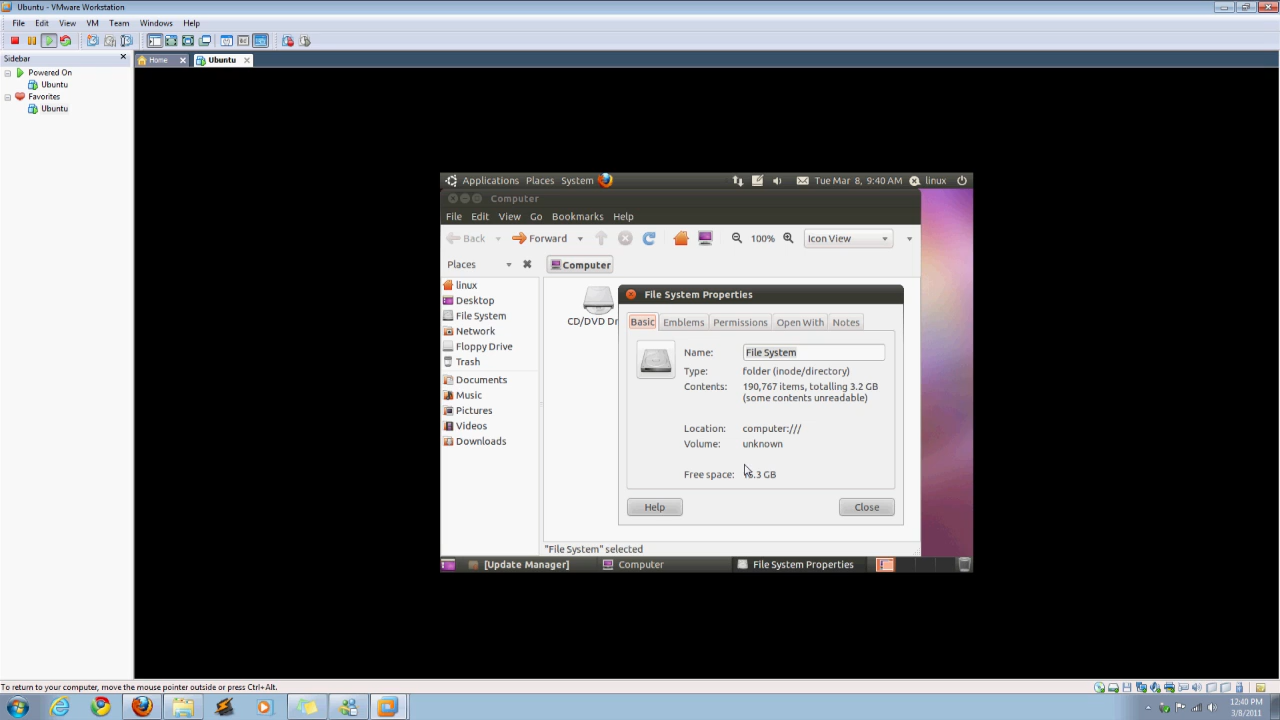 Ubuntu - VMware Workstation
File Edit View VM Team Windows Help
Sidebar
Home
Ubuntu
Powered On
Ubuntu
Favorites
Ubuntu
Applications Places System
Tue Mar 8, 9:40 AM linux
Computer
File Edit View Go Bookmarks Help
Back Forward 100% Icon View
Places
Computer
linux
Desktop
File System
Network
Floppy Drive
Trash
Documents
Music
Pictures
Videos
Downloads
CD/DVD Dr
File System Properties
Basic Emblems Permissions Open With Notes
Name: File System
Type: folder (inode/directory)
Contents: 190,767 items, totalling 3.2 GB
(some contents unreadable)
Location: computer:///
Volume: unknown
Free space: GB
Help Close
"File System" selected
[Update Manager] Computer File System Properties
To return to your computer, move the mouse pointer outside or press Ctrl+Alt.
12:40 PM
3/8/2011